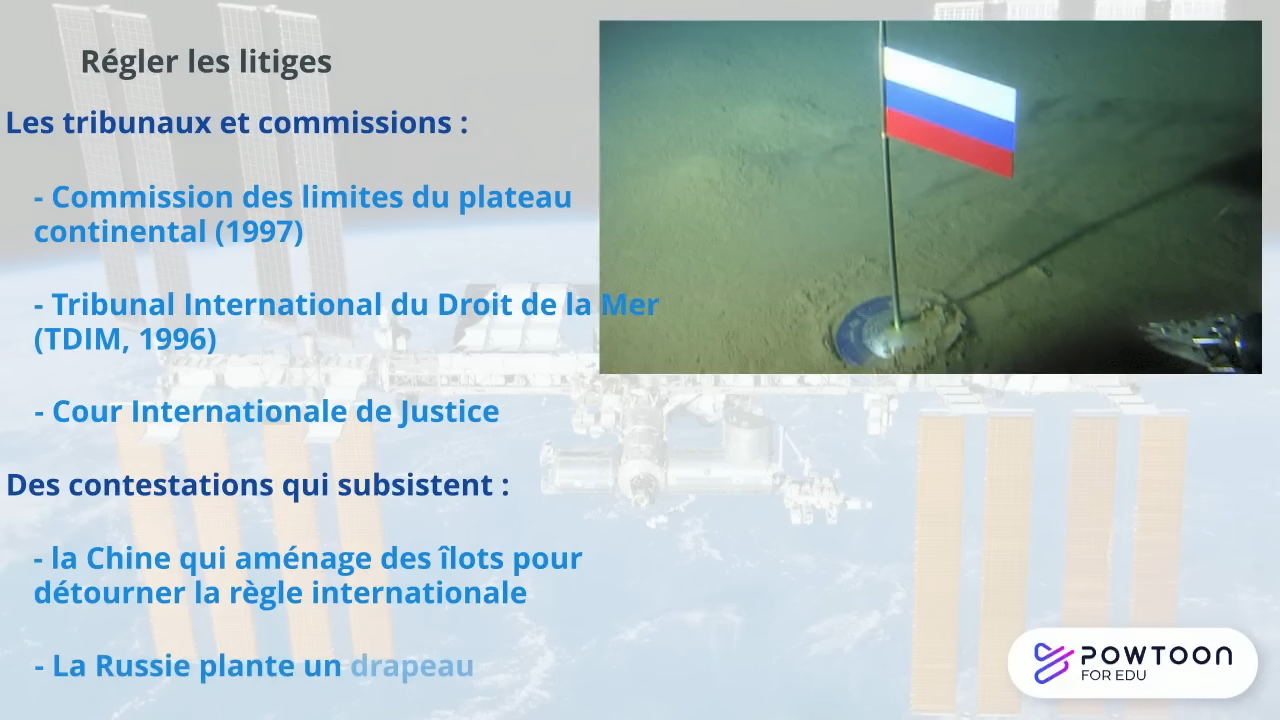 Régler les litiges
Les tribunaux et commissions :
- Commission des limites du plateau
continental (1997)
- Tribunal International du Droit de la Mer
(TDIM, 1996)
- Cour Internationale de Justice
Des contestations qui subsistent :
- la Chine qui aménage des îlots pour
détourner la règle internationale
- La Russie plante un drapeau
POWTOON
FOR EDU